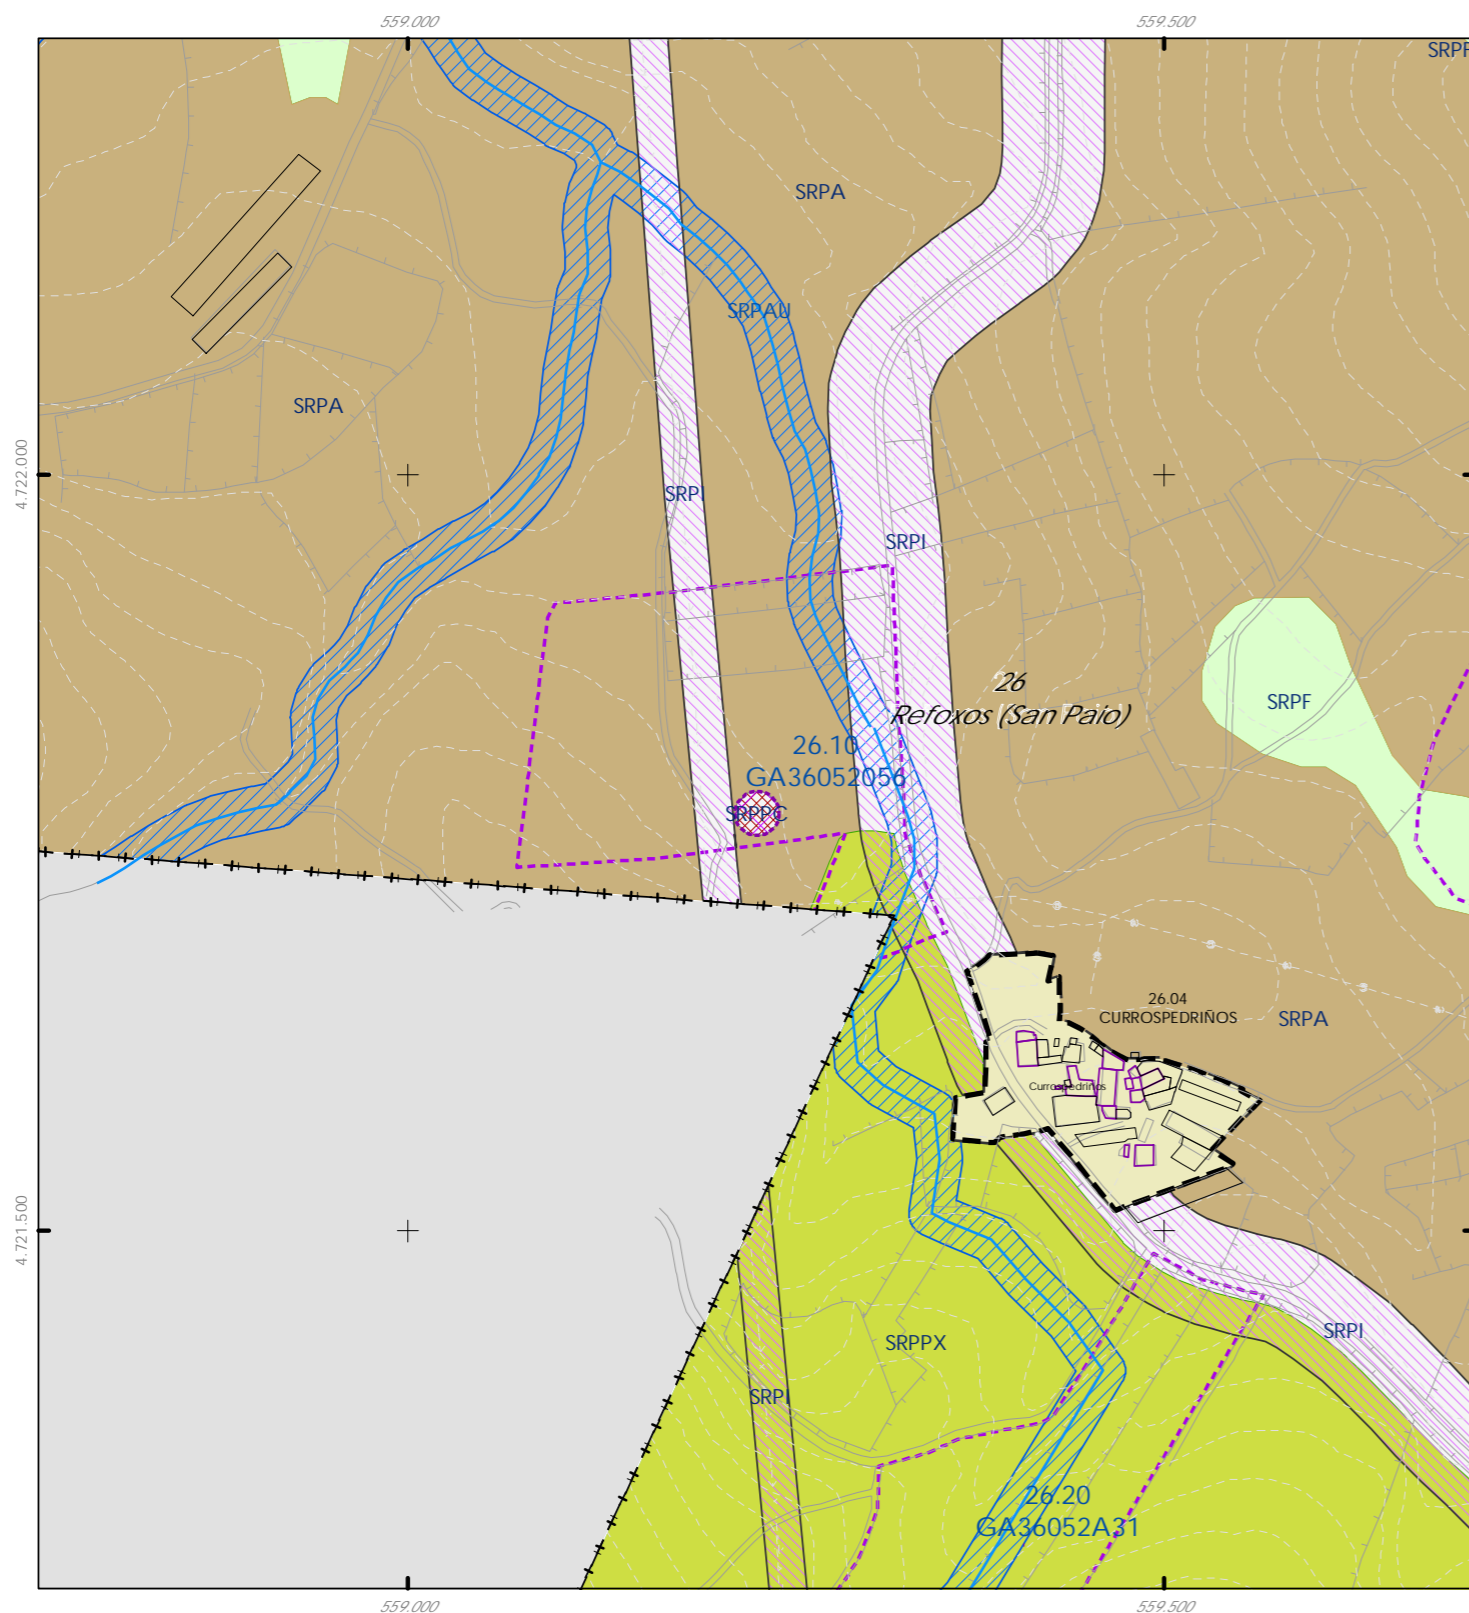 559.000
559.500
SRPF
SRPA
SRPAU
SRPA
4.722.000
SRPI
SRPI
26
Refoxos (San Paio)
SRPF
26.10
GA36052056
SRPPC
26.04
CURROSPEDRIÑOS
SRPA
Currospedriños
4.721.500
SRPI
SRPPX
SRPI
26.20
GA36052A31
559.000
559.500